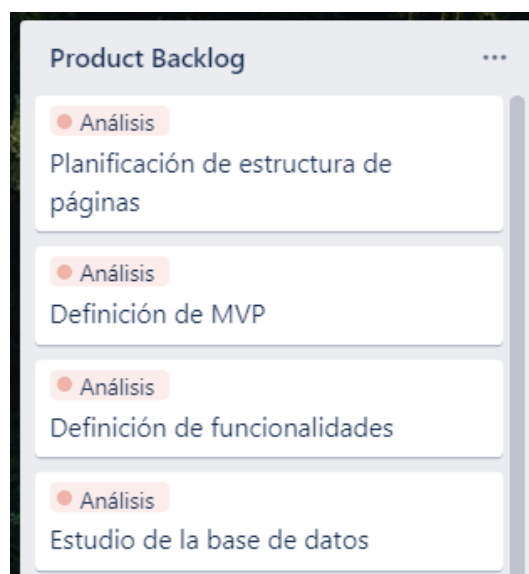 Product Backlog
Análisis
Planificación de estructura de
páginas
Análisis
Definición de MVP
Análisis
Definición de funcionalidades
Análisis
Estudio de la base de datos